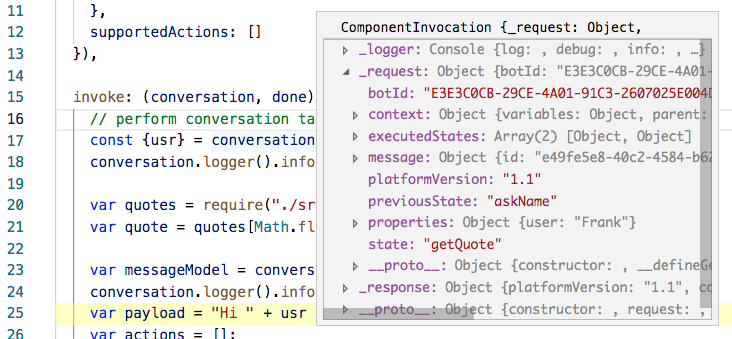 11 },
12 supportedActions: []
13 }),
14
15 invoke: (conversation, done)
16 // perform conversation ta
17 const {usr} = conversation
18 conversation.logger().info
19
20 var quotes = require("./sr
21 var quote = quotes[Math.fl
22
23 var messageModel = convers
24 conversation.logger().info
25 var payload = "Hi " + usr
26 var actions = [];
ComponentInvocation {_request: Object,
_logger: Console {log: , debug: , info: , …}
_request: Object {botId: "E3E3C0CB-29CE-4A01-
botId: "E3E3C0CB-29CE-4A01-91C3-2607025E004D
context: Object {variables: Object, parent:
executedStates: Array(2) [Object, Object]
message: Object {id: "e49fe5e8-40c2-4584-b62
platformVersion: "1.1"
previousState: "askName"
properties: Object {user: "Frank"}
state: "getQuote"
__proto__: Object {constructor: , __defineGe
_response: Object {platformVersion: "1.1", co
__proto__: Object {constructor: , request: ,